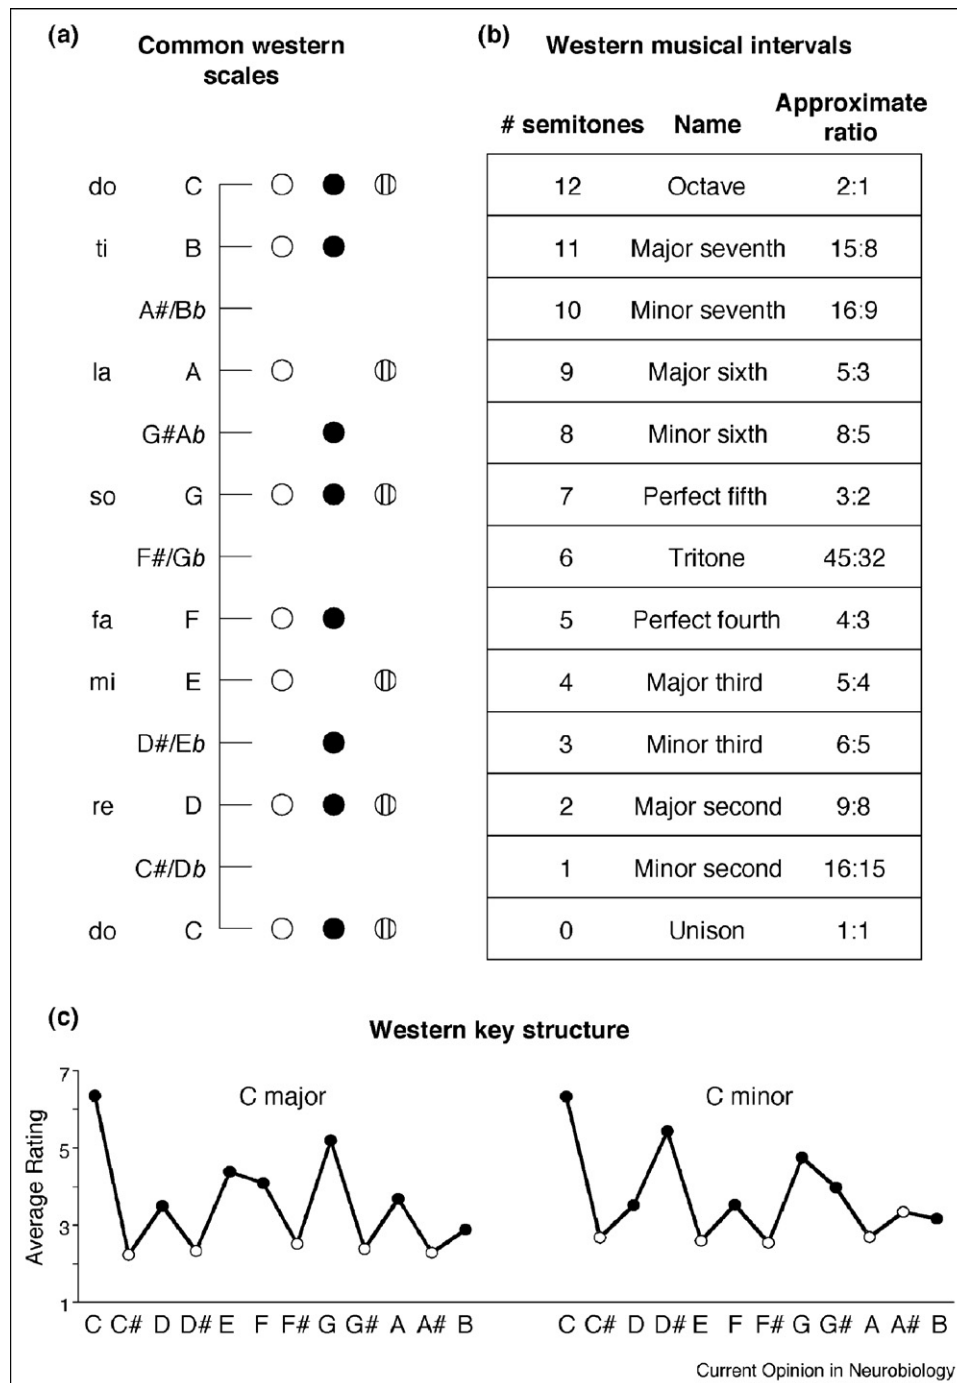 (a)
Common western
scales
do C
ti B
A#/Bb
la A
G#Ab
so G
F#/Gb
fa F
mi E
D#/Eb
re D
C#/Db
do C
(b)
Western musical intervals
# semitones Name Approximate
ratio
12 Octave 2:1
11 Major seventh 15:8
10 Minor seventh 16:9
9 Major sixth 5:3
8 Minor sixth 8:5
7 Perfect fifth 3:2
6 Tritone 45:32
5 Perfect fourth 4:3
4 Major third 5:4
3 Minor third 6:5
2 Major second 9:8
1 Minor second 16:15
0 Unison 1:1
(c)
Western key structure
Average Rating
7
5
3
1
C major
C C# D D# E F F# G G# A A# B
C minor
C C# D D# E F F# G G# A A# B
Current Opinion in Neurobiology